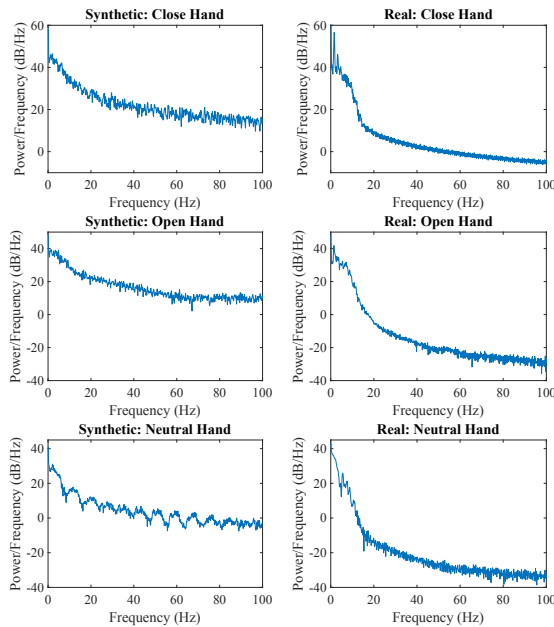 Synthetic: Close Hand
Real: Close Hand
Power/Frequency (dB/Hz)
60
40
20
0
0 20 40 60 80 100
Frequency (Hz)
Power/Frequency (dB/Hz)
60
40
20
0
0 20 40 60 80 100
Frequency (Hz)
Synthetic: Open Hand
Real: Open Hand
Power/Frequency (dB/Hz)
40
20
0
-20
-40
0 20 40 60 80 100
Frequency (Hz)
Power/Frequency (dB/Hz)
40
20
0
-20
-40
0 20 40 60 80 100
Frequency (Hz)
Synthetic: Neutral Hand
Real: Neutral Hand
Power/Frequency (dB/Hz)
40
20
0
-20
-40
0 20 40 60 80 100
Frequency (Hz)
Power/Frequency (dB/Hz)
40
20
0
-20
-40
0 20 40 60 80 100
Frequency (Hz)